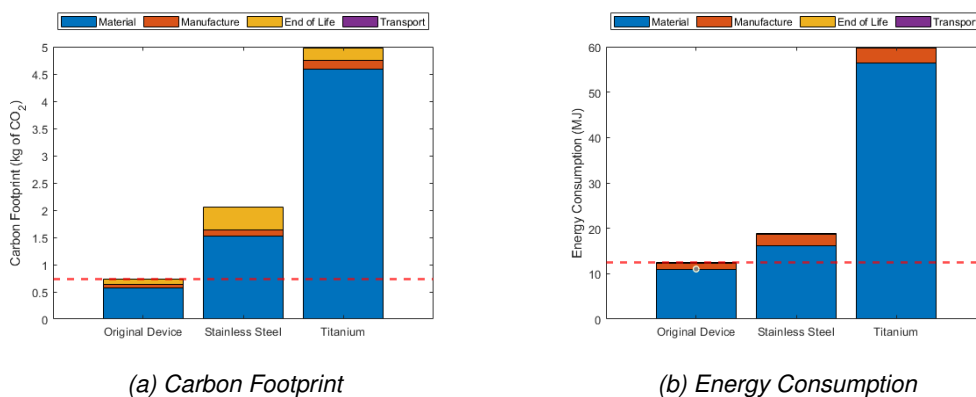 Material Manufacture End of Life Transport
5
4.5
4
3.5
3
2.5
2
1.5
1
0.5
0
Carbon Footprint (kg of CO2)
Original Device Stainless Steel Titanium
(a) Carbon Footprint
Material Manufacture End of Life Transport
60
50
40
30
20
10
0
Energy Consumption (MJ)
Original Device Stainless Steel Titanium
(b) Energy Consumption